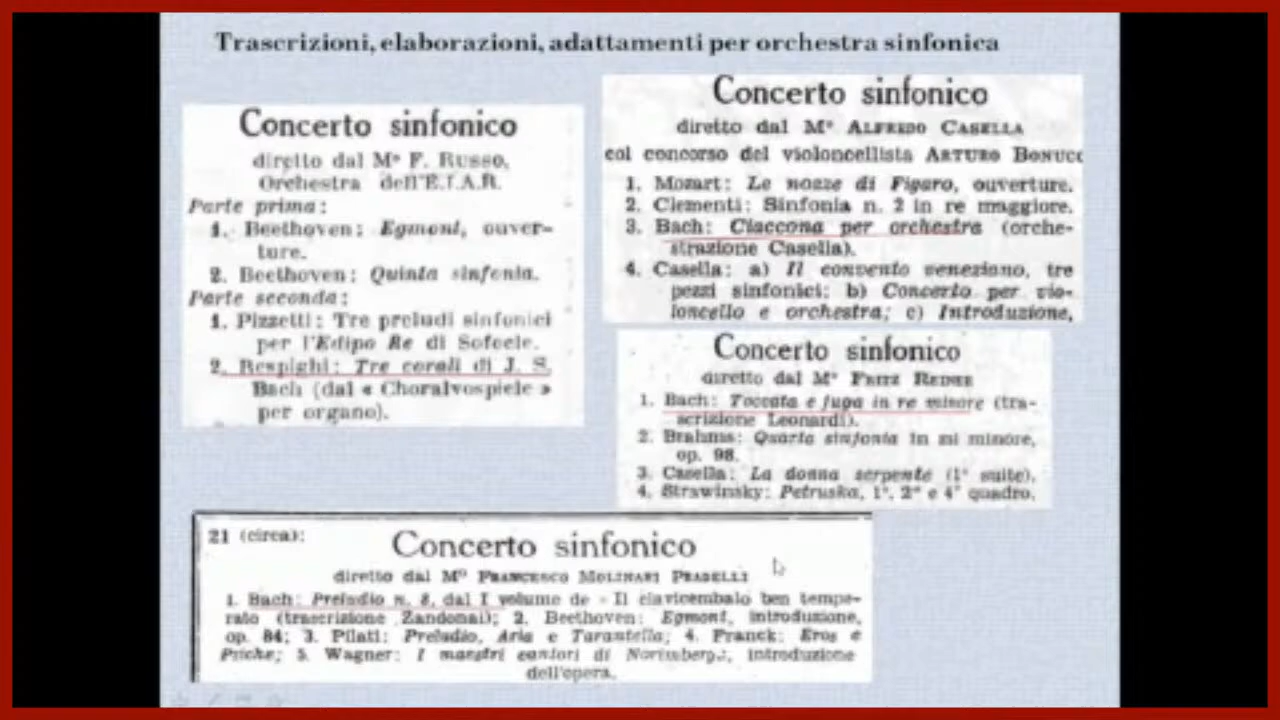 Trascrizioni, elaborazioni, adattamenti per orchestra sinfonica
Concerto sinfonico
diretto dal Mº F. Russo,
Orchestra dell'E.I.A.R.
Parte prima:
1. Beethoven: Egmont, ouver-
ture.
2. Beethoven: Quinta sinfonia.
Parte seconda:
1. Pizzetti: Tre preludi sinfonici
per l'Edipo Re di Sofocle.
2. Respighi: Tre corali di J. S.
Bach (dal « Choralvospiele »
per organo).
Concerto sinfonico
diretto dal Mº ALFREDO CASELLA
col concorso del violoncellista ARTURO BONUCC
1. Mozart: Le nozze di Figaro, ouverture.
2. Clementi: Sinfonia n. 2 in re maggiore.
3. Bach: Ciaccona per orchestra (orche-
strazione Casella).
4. Casella: a) Il convento veneziano, tre
pezzi sinfonici; b) Concerto per vio-
loncello e orchestra; c) Introduzione,
Concerto sinfonico
diretto dal Mº FRITZ REINER
1. Bach: Toccata e fuga in re minore (tra-
scrizione Leonardi).
2. Brahms: Quarta sinfonia in mi minore,
op. 98.
3. Casella: La donna serpente (1ª suite).
4. Strawinsky: Petruska, 1º, 2º e 4º quadro.
21 (circa):
Concerto sinfonico
diretto dal Mº FRANCESCO MOLINARI PRADELLI
1. Bach: Preludio n. 8, dal I volume de - Il clavicembalo ben tempe-
rato (trascrizione Zandonai); 2. Beethoven: Egmont, introduzione,
op. 84; 3. Pilati: Preludio, Aria e Tarantella; 4. Franck: Eros e
Psiche; 5. Wagner: I maestri cantori di Norimberga, introduzione
dell'opera.